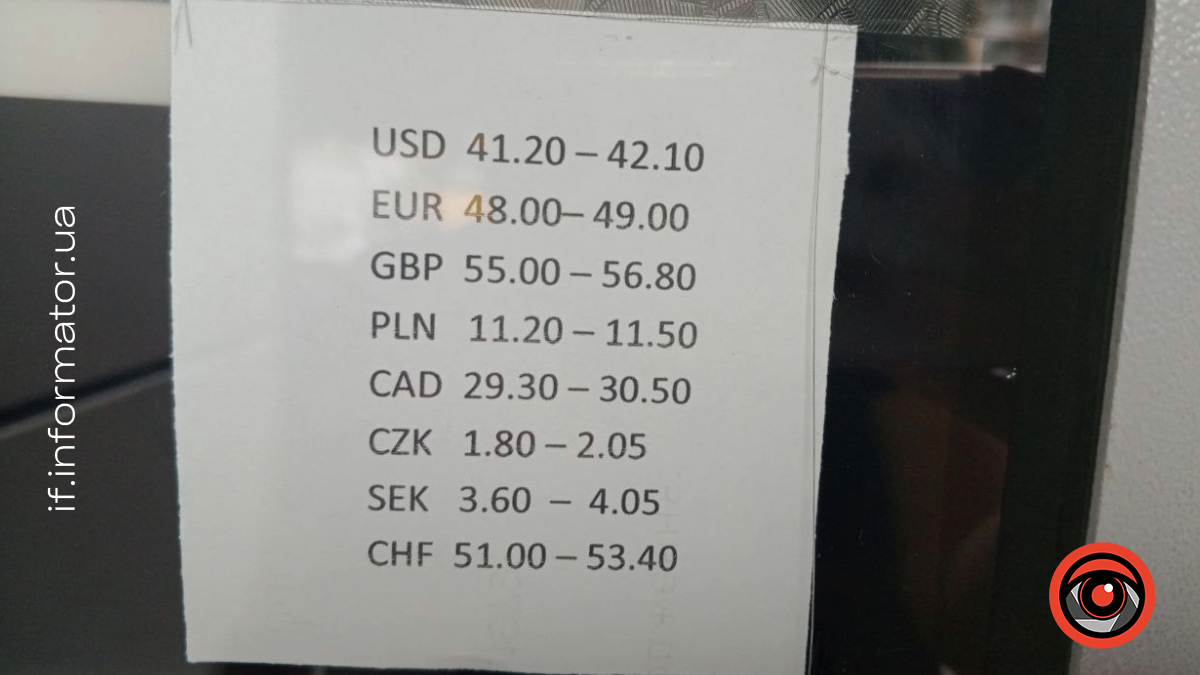 USD 41.20 – 42.10
EUR 48.00– 49.00
GBP 55.00 – 56.80
PLN 11.20 – 11.50
CAD 29.30 – 30.50
CZK 1.80 – 2.05
SEK 3.60 – 4.05
CHF 51.00 – 53.40
if.informator.ua